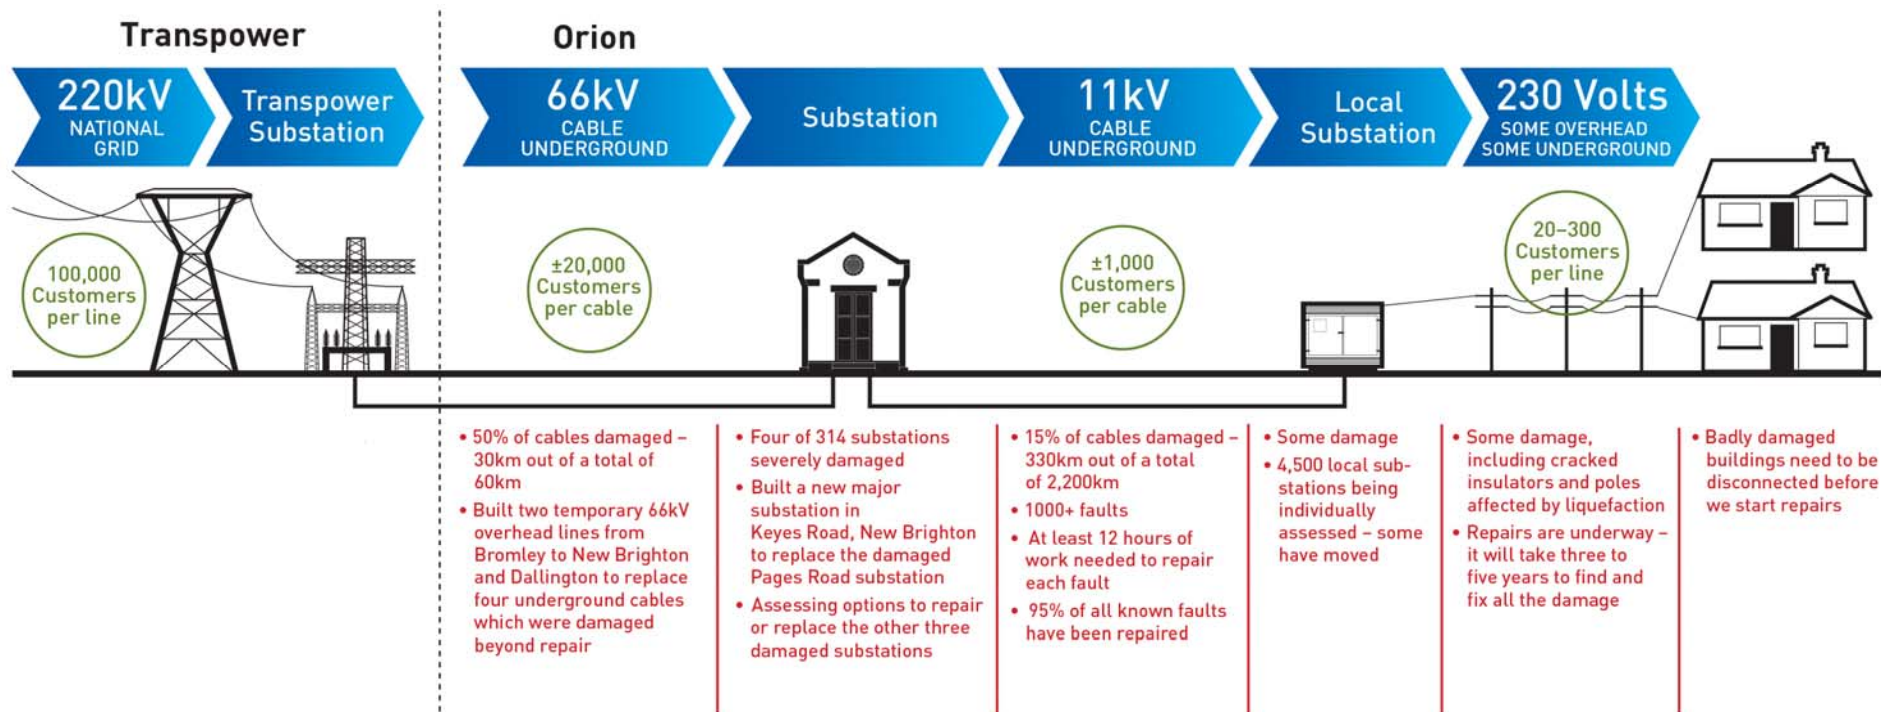 Transpower
Orion
220kV
NATIONAL
GRID
Transpower
Substation
66kV
CABLE
UNDERGROUND
Substation
11kV
CABLE
UNDERGROUND
Local
Substation
230 Volts
SOME OVERHEAD
SOME UNDERGROUND
100,000
Customers
per line
±20,000
Customers
per cable
±1,000
Customers
per cable
20–300
Customers
per line
• 50% of cables damaged –
30km out of a total of
60km
• Built two temporary 66kV
overhead lines from
Bromley to New Brighton
and Dallington to replace
four underground cables
which were damaged
beyond repair
• Four of 314 substations
severely damaged
• Built a new major
substation in
Keyes Road, New Brighton
to replace the damaged
Pages Road substation
• Assessing options to repair
or replace the other three
damaged substations
• 15% of cables damaged –
330km out of a total
of 2,200km
• 1000+ faults
• At least 12 hours of
work needed to repair
each fault
• 95% of all known faults
have been repaired
• Some damage
• 4,500 local sub-
stations being
individually
assessed – some
have moved
• Some damage,
including cracked
insulators and poles
affected by liquefaction
• Repairs are underway –
it will take three to
five years to find and
fix all the damage
• Badly damaged
buildings need to be
disconnected before
we start repairs